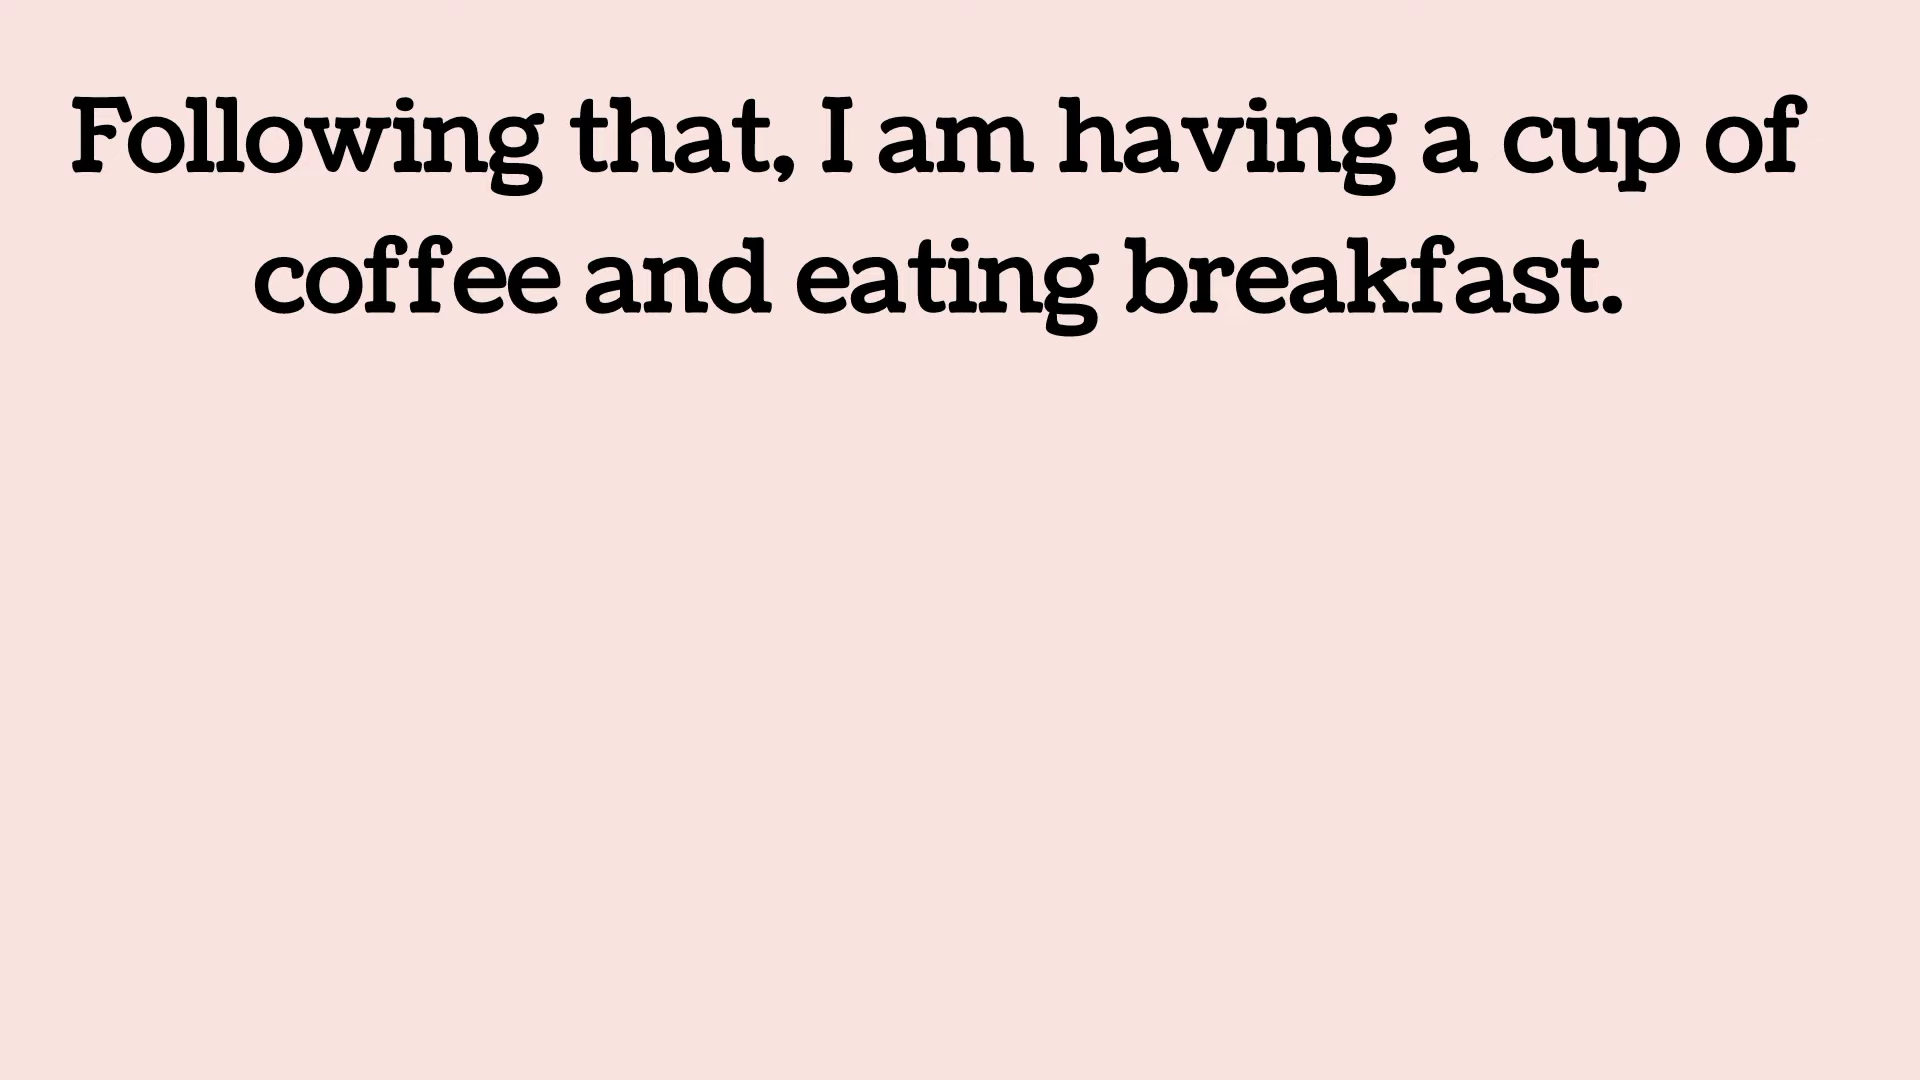 Following that, I am having a cup of
coffee and eating breakfast.